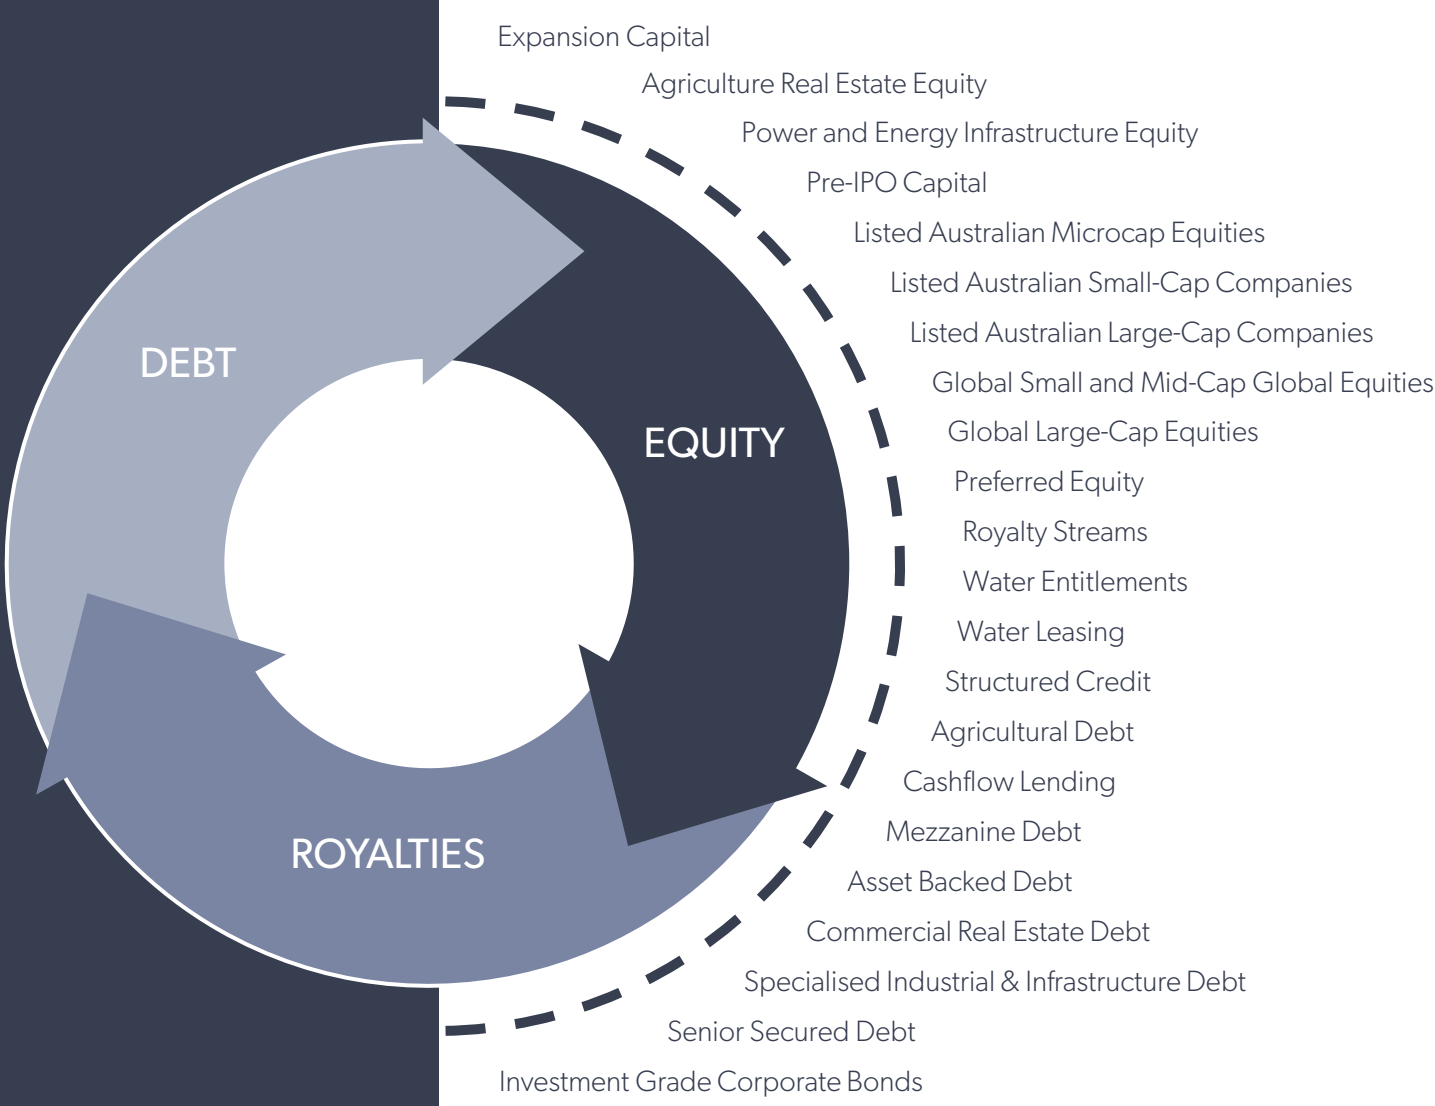 Expansion Capital
Agriculture Real Estate Equity
Power and Energy Infrastructure Equity
Pre-IPO Capital
Listed Australian Microcap Equities
Listed Australian Small-Cap Companies
Listed Australian Large-Cap Companies
Global Small and Mid-Cap Global Equities
Global Large-Cap Equities
Preferred Equity
Royalty Streams
Water Entitlements
Water Leasing
Structured Credit
Agricultural Debt
Cashflow Lending
Mezzanine Debt
Asset Backed Debt
Commercial Real Estate Debt
Specialised Industrial & Infrastructure Debt
Senior Secured Debt
Investment Grade Corporate Bonds
DEBT
EQUITY
ROYALTIES